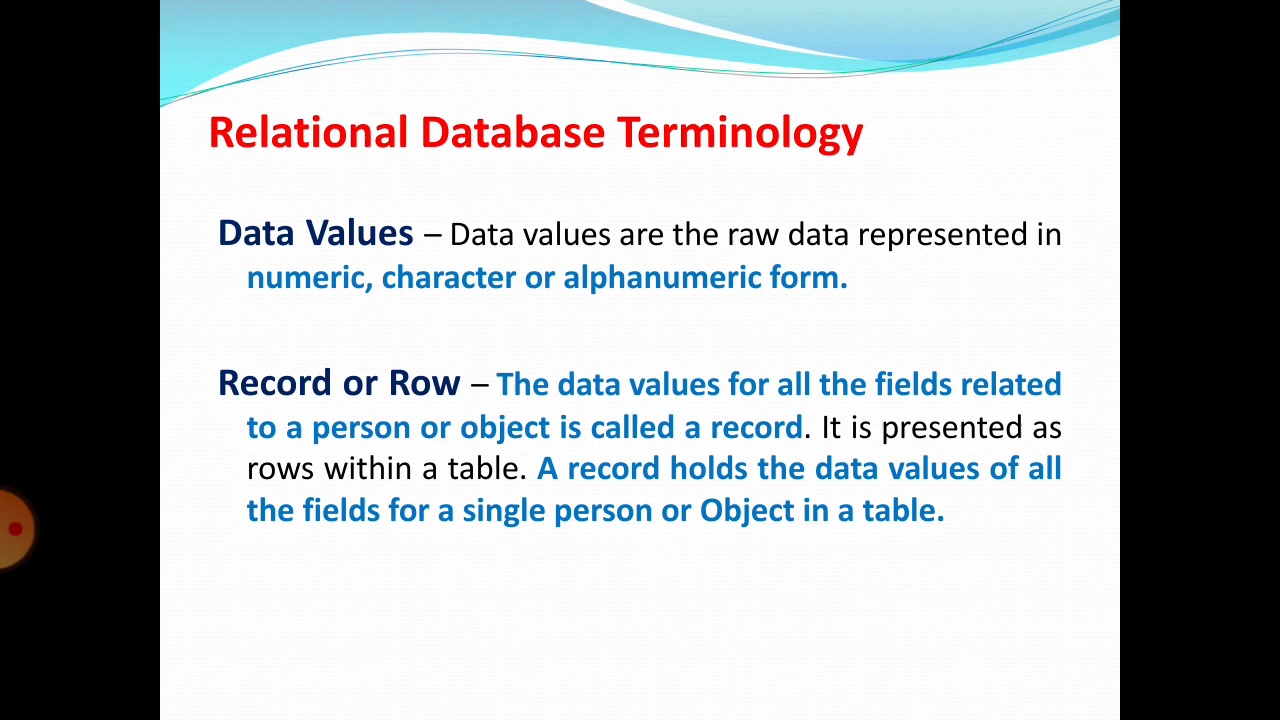 Relational Database Terminology
Data Values – Data values are the raw data represented in
numeric, character or alphanumeric form.
Record or Row – The data values for all the fields related
to a person or object is called a record. It is presented as
rows within a table. A record holds the data values of all
the fields for a single person or Object in a table.